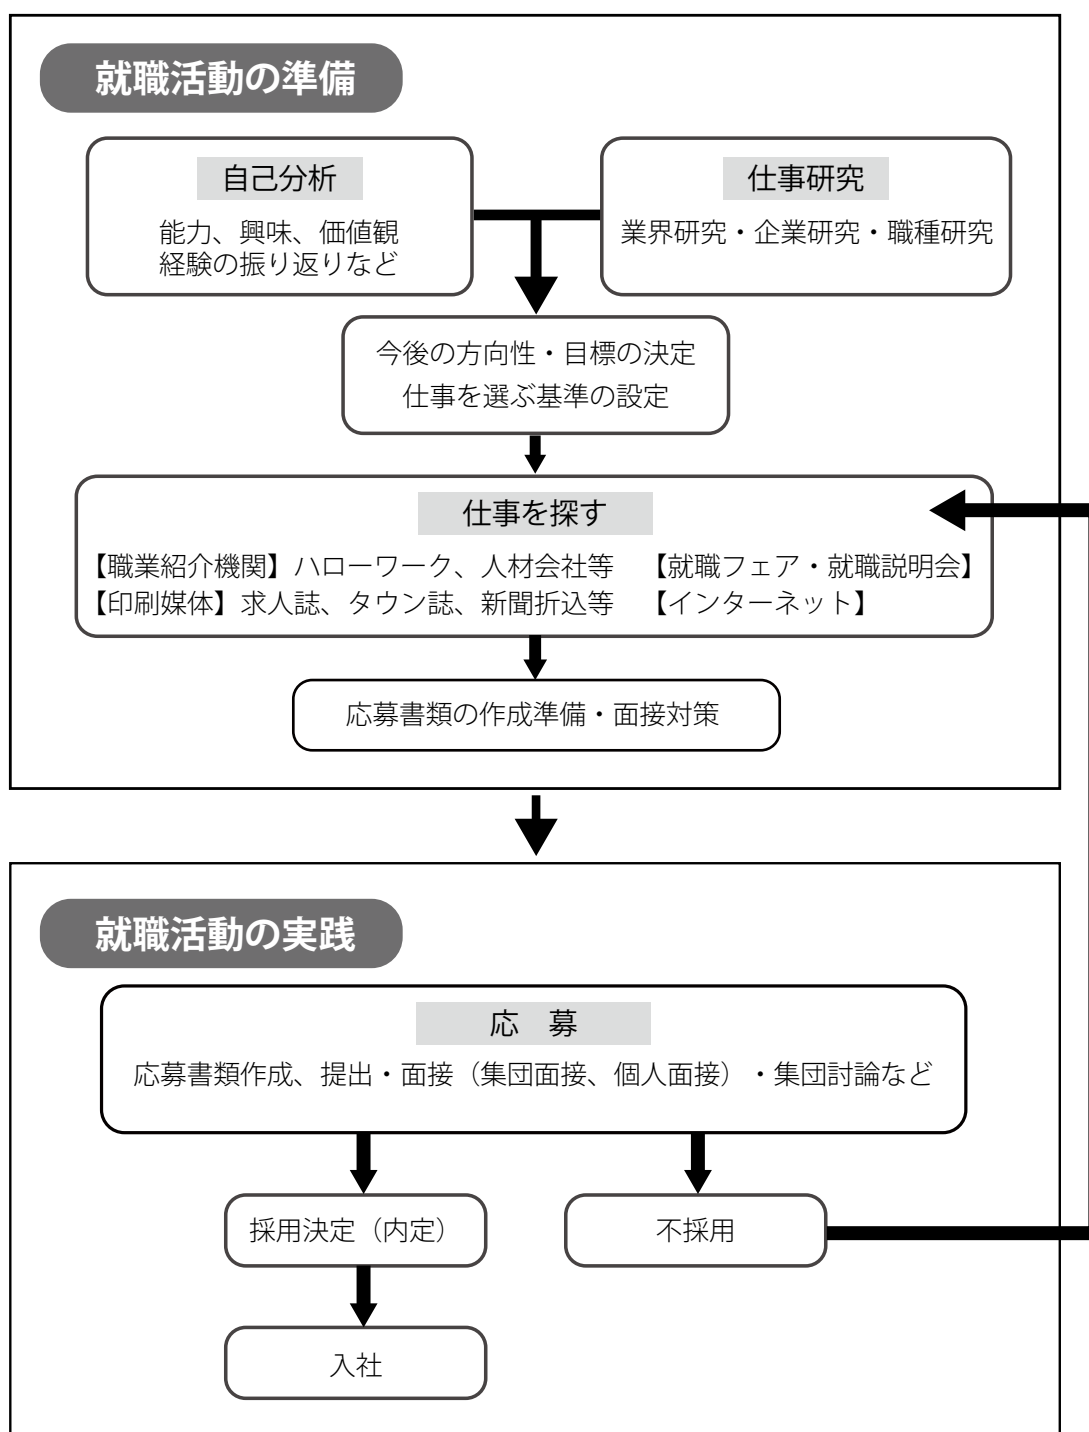 就職活動の準備
自己分析
能力、興味、価値観
経験の振り返りなど
仕事研究
業界研究・企業研究・職種研究
今後の方向性・目標の決定
仕事を選ぶ基準の設定
仕事を探す
【職業紹介機関】ハローワーク、人材会社等　【就職フェア・就職説明会】
【印刷媒体】求人誌、タウン誌、新聞折込等　【インターネット】
応募書類の作成準備・面接対策
就職活動の実践
応　募
応募書類作成、提出・面接（集団面接、個人面接）・集団討論など
採用決定（内定）
不採用
入社